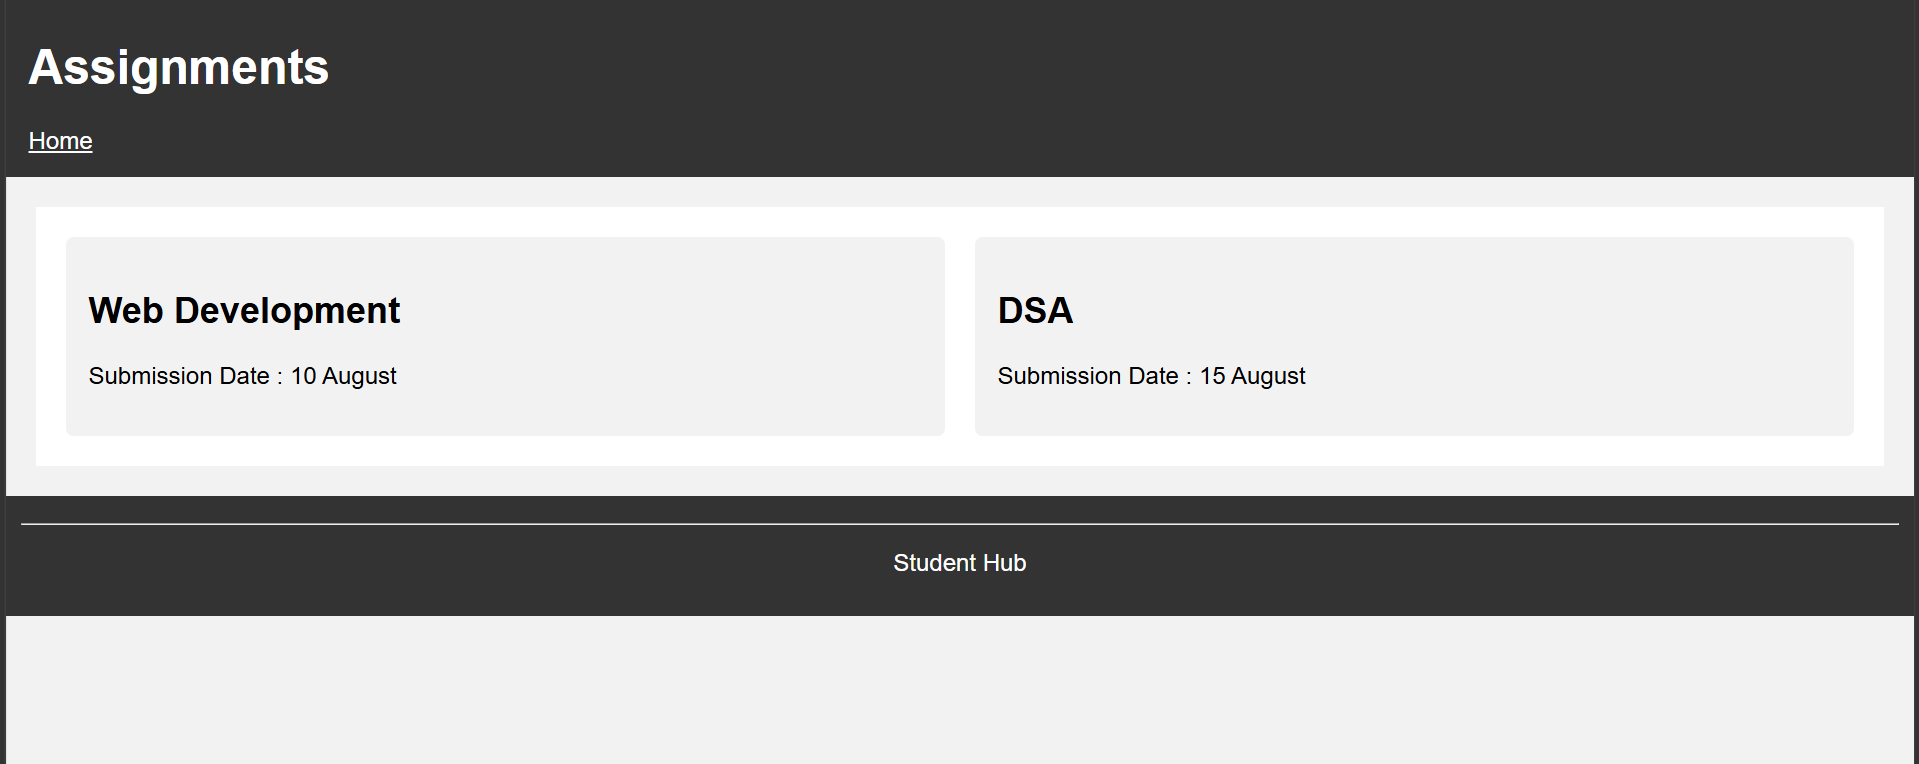 Assignments
Home
Web Development
Submission Date : 10 August
DSA
Submission Date : 15 August
Student Hub